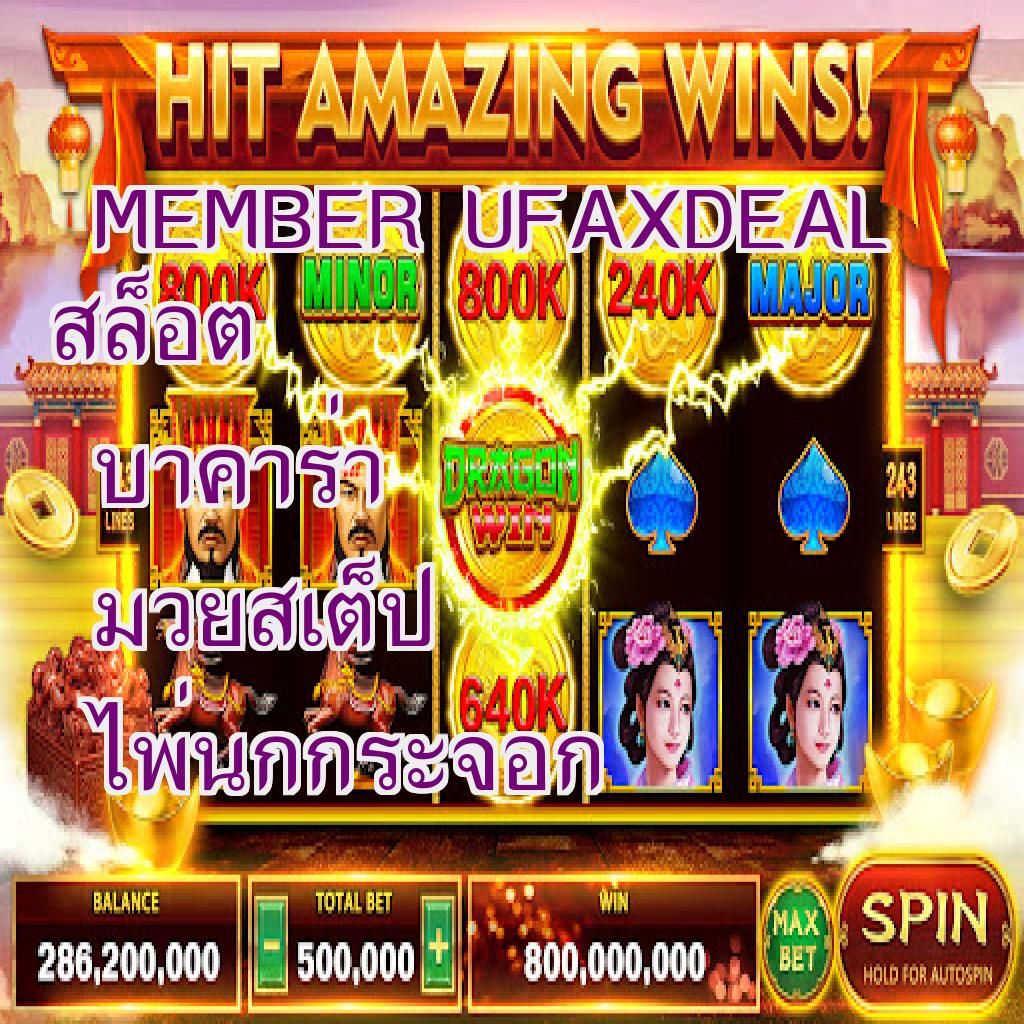 HIT AMAZING WINS!
MEMBER UFAXDEAL
800K MINOR 800K 240K MAJOR
สล็อต
บาคาร่า
DRAGON
WIN
243
LINES
LINES
มวยสเต็ป
640K
ไพ่นกกระจอก
BALANCE TOTAL BET WIN
286,200,000 - 500,000 + 800,000,000
MAX
BET
SPIN
HOLD FOR AUTOSPIN